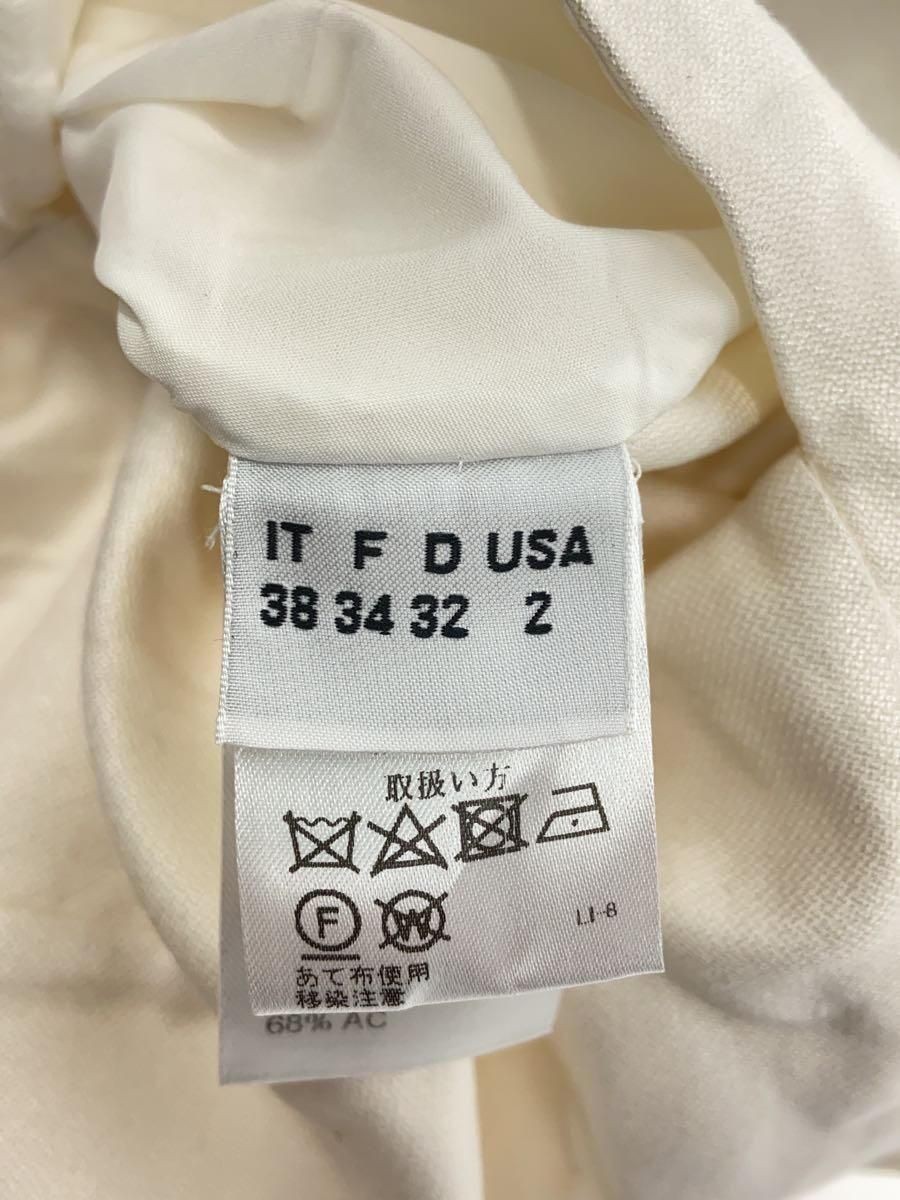 IT F D USA
38 34 32 2
取扱い方
F W
LI-8
あて布使用
移染注意
68% AC